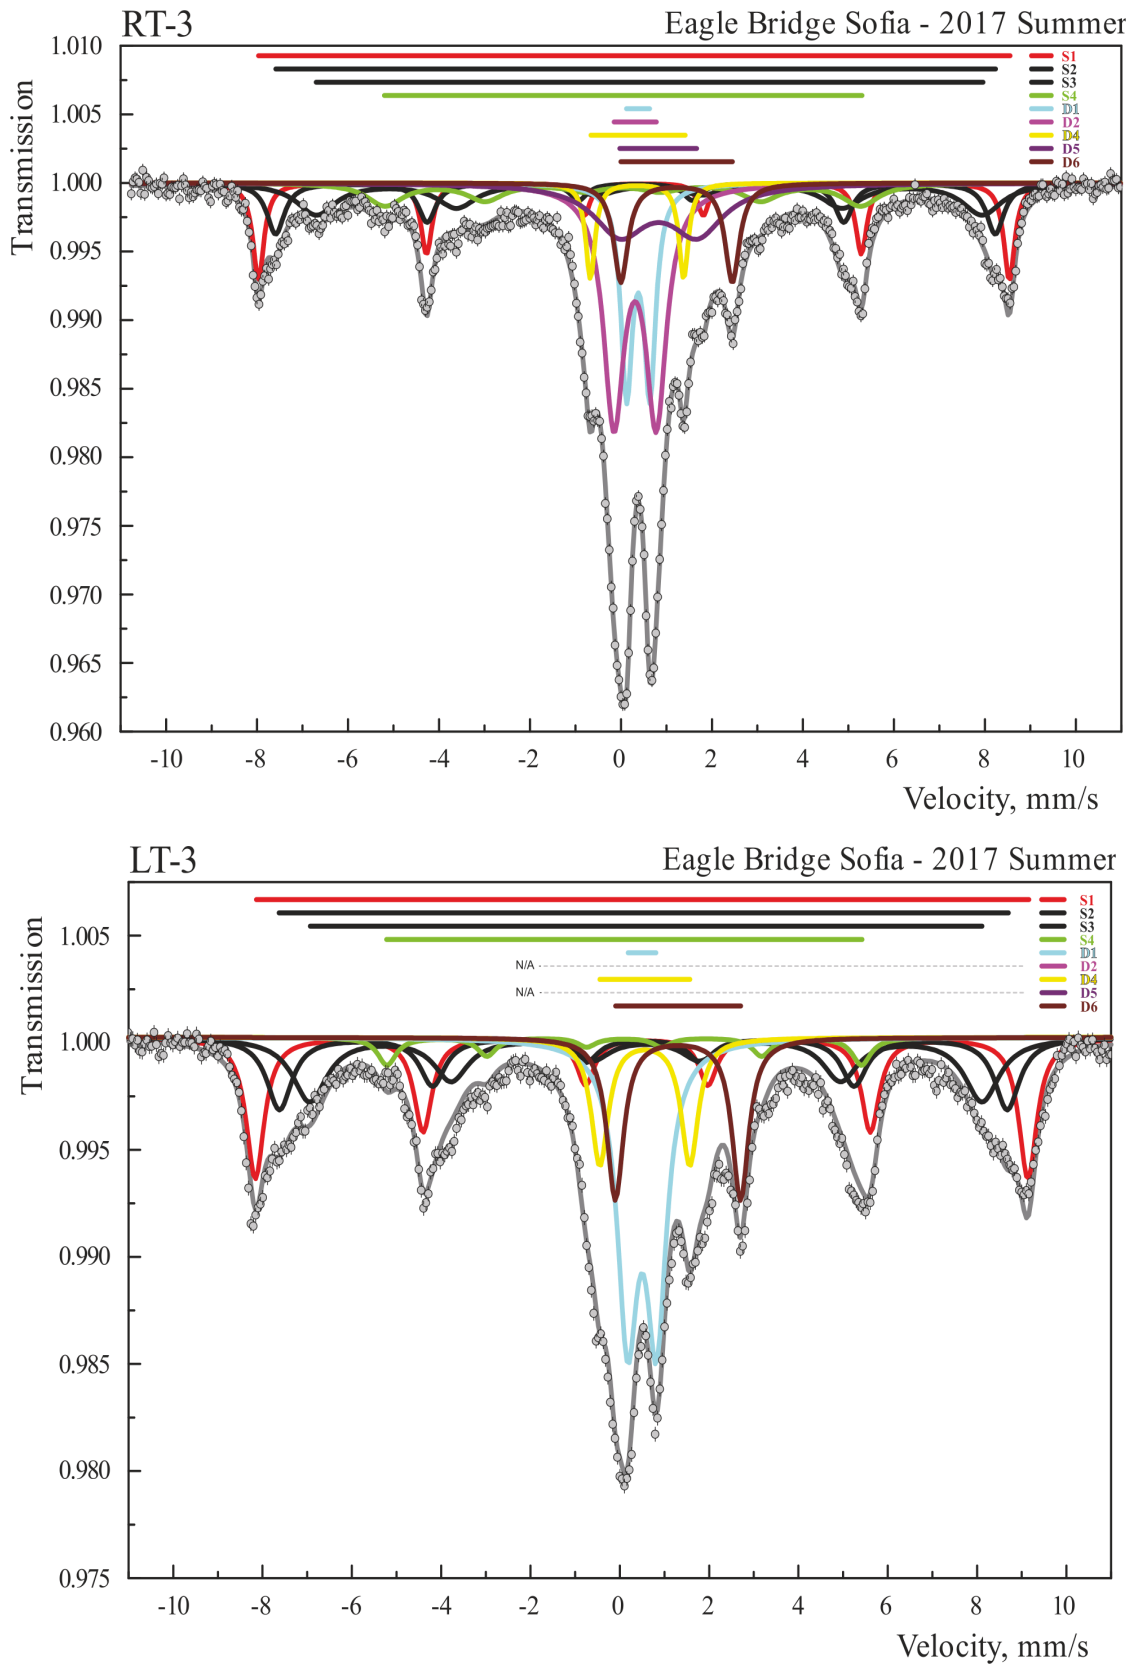 RT-3 Eagle Bridge Sofia - 2017 Summer
Transmission
1.010
1.005
1.000
0.995
0.990
0.985
0.980
0.975
0.970
0.965
0.960
S1
S2
S3
S4
D1
D2
D4
D5
D6
-10 -8 -6 -4 -2 0 2 4 6 8 10
Velocity, mm/s
LT-3 Eagle Bridge Sofia - 2017 Summer
Transmission
1.005
1.000
0.995
0.990
0.985
0.980
0.975
S1
S2
S3
S4
D1
N/A D2
D4
N/A D5
D6
-10 -8 -6 -4 -2 0 2 4 6 8 10
Velocity, mm/s